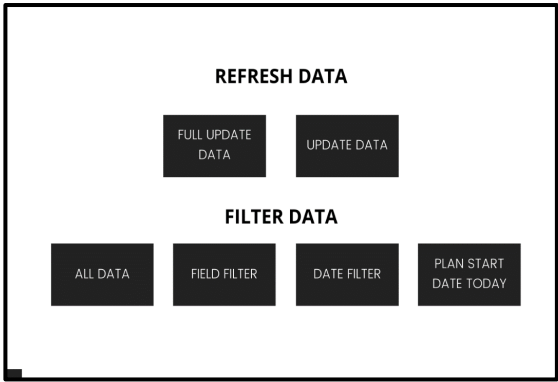 REFRESH DATA
FULL UPDATE
DATA
UPDATE DATA
FILTER DATA
ALL DATA
FIELD FILTER
DATE FILTER
PLAN START
DATE TODAY